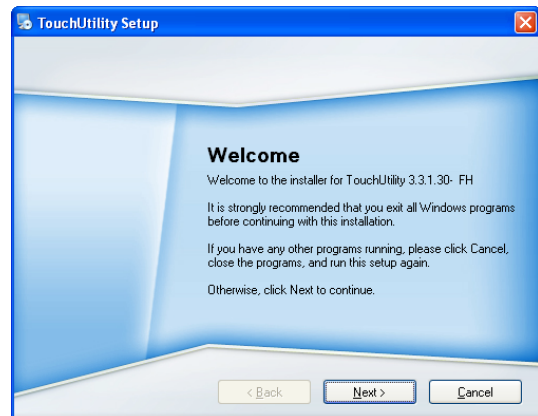 TouchUtility Setup
Welcome
Welcome to the installer for TouchUtility 3.3.1.30- FH
It is strongly recommended that you exit all Windows programs
before continuing with this installation.
If you have any other programs running, please click Cancel,
close the programs, and run this setup again.
Otherwise, click Next to continue.
< Back Next > Cancel